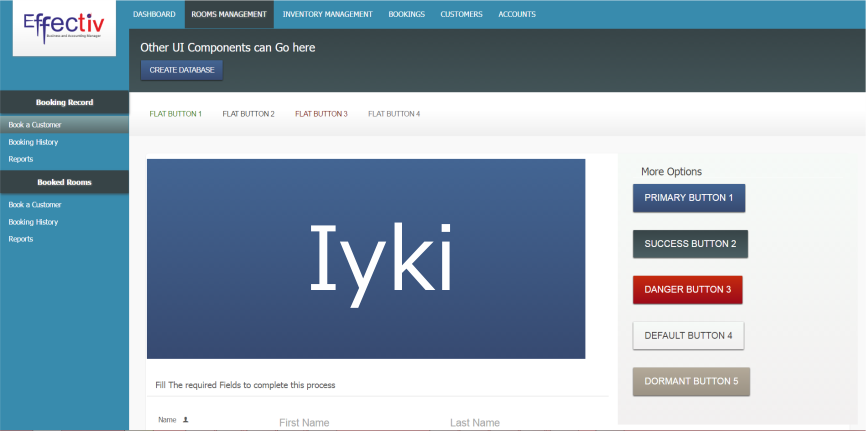 Effectiv
Business and Accounting Manager
DASHBOARD ROOMS MANAGEMENT INVENTORY MANAGEMENT BOOKINGS CUSTOMERS ACCOUNTS
Other UI Components can Go here
CREATE DATABASE
Booking Record
Book a Customer
Booking History
Reports
Booked Rooms
Book a Customer
Booking History
Reports
FLAT BUTTON 1 FLAT BUTTON 2 FLAT BUTTON 3 FLAT BUTTON 4
Iyki
More Options
PRIMARY BUTTON 1
SUCCESS BUTTON 2
DANGER BUTTON 3
DEFAULT BUTTON 4
DORMANT BUTTON 5
Fill The required Fields to complete this process
Name First Name Last Name